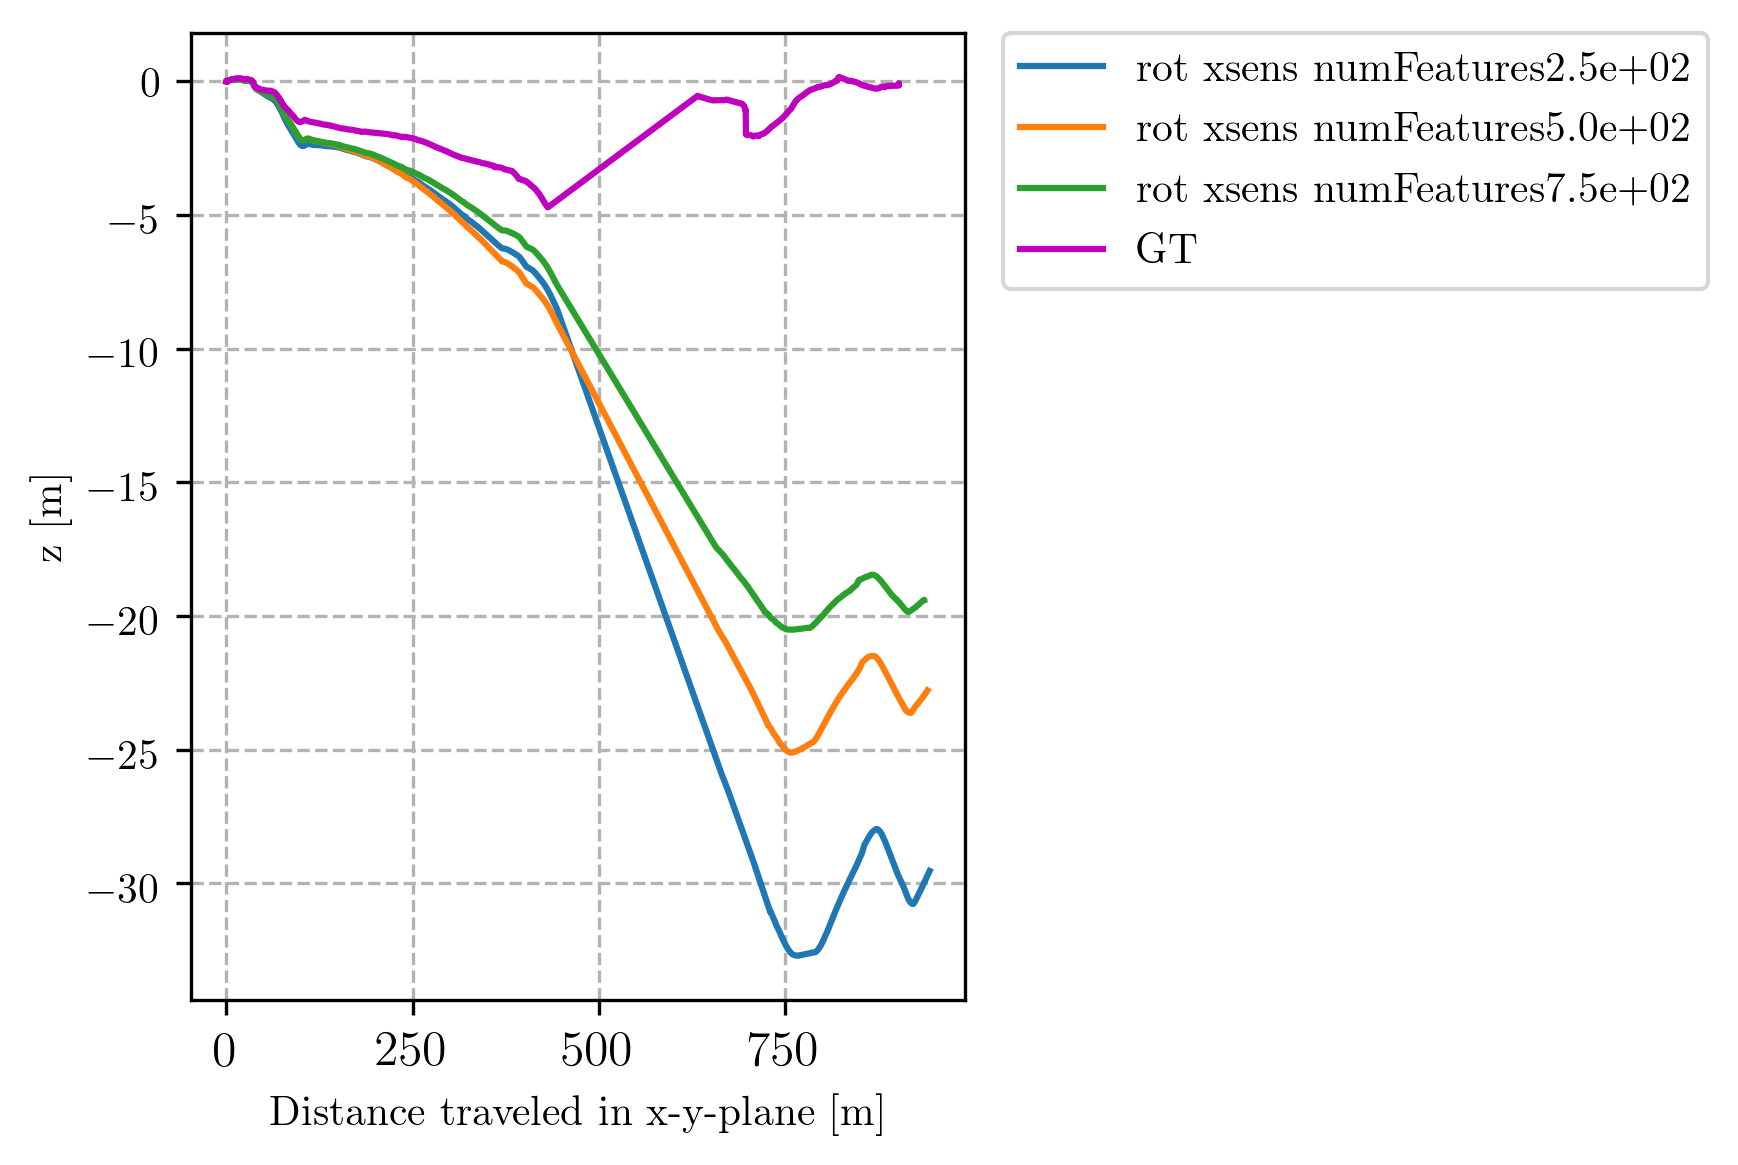 rot xsens numFeatures2.5e+02
rot xsens numFeatures5.0e+02
rot xsens numFeatures7.5e+02
GT
0
−5
−10
−15
−20
−25
−30
z [m]
0 250 500 750
Distance traveled in x-y-plane [m]